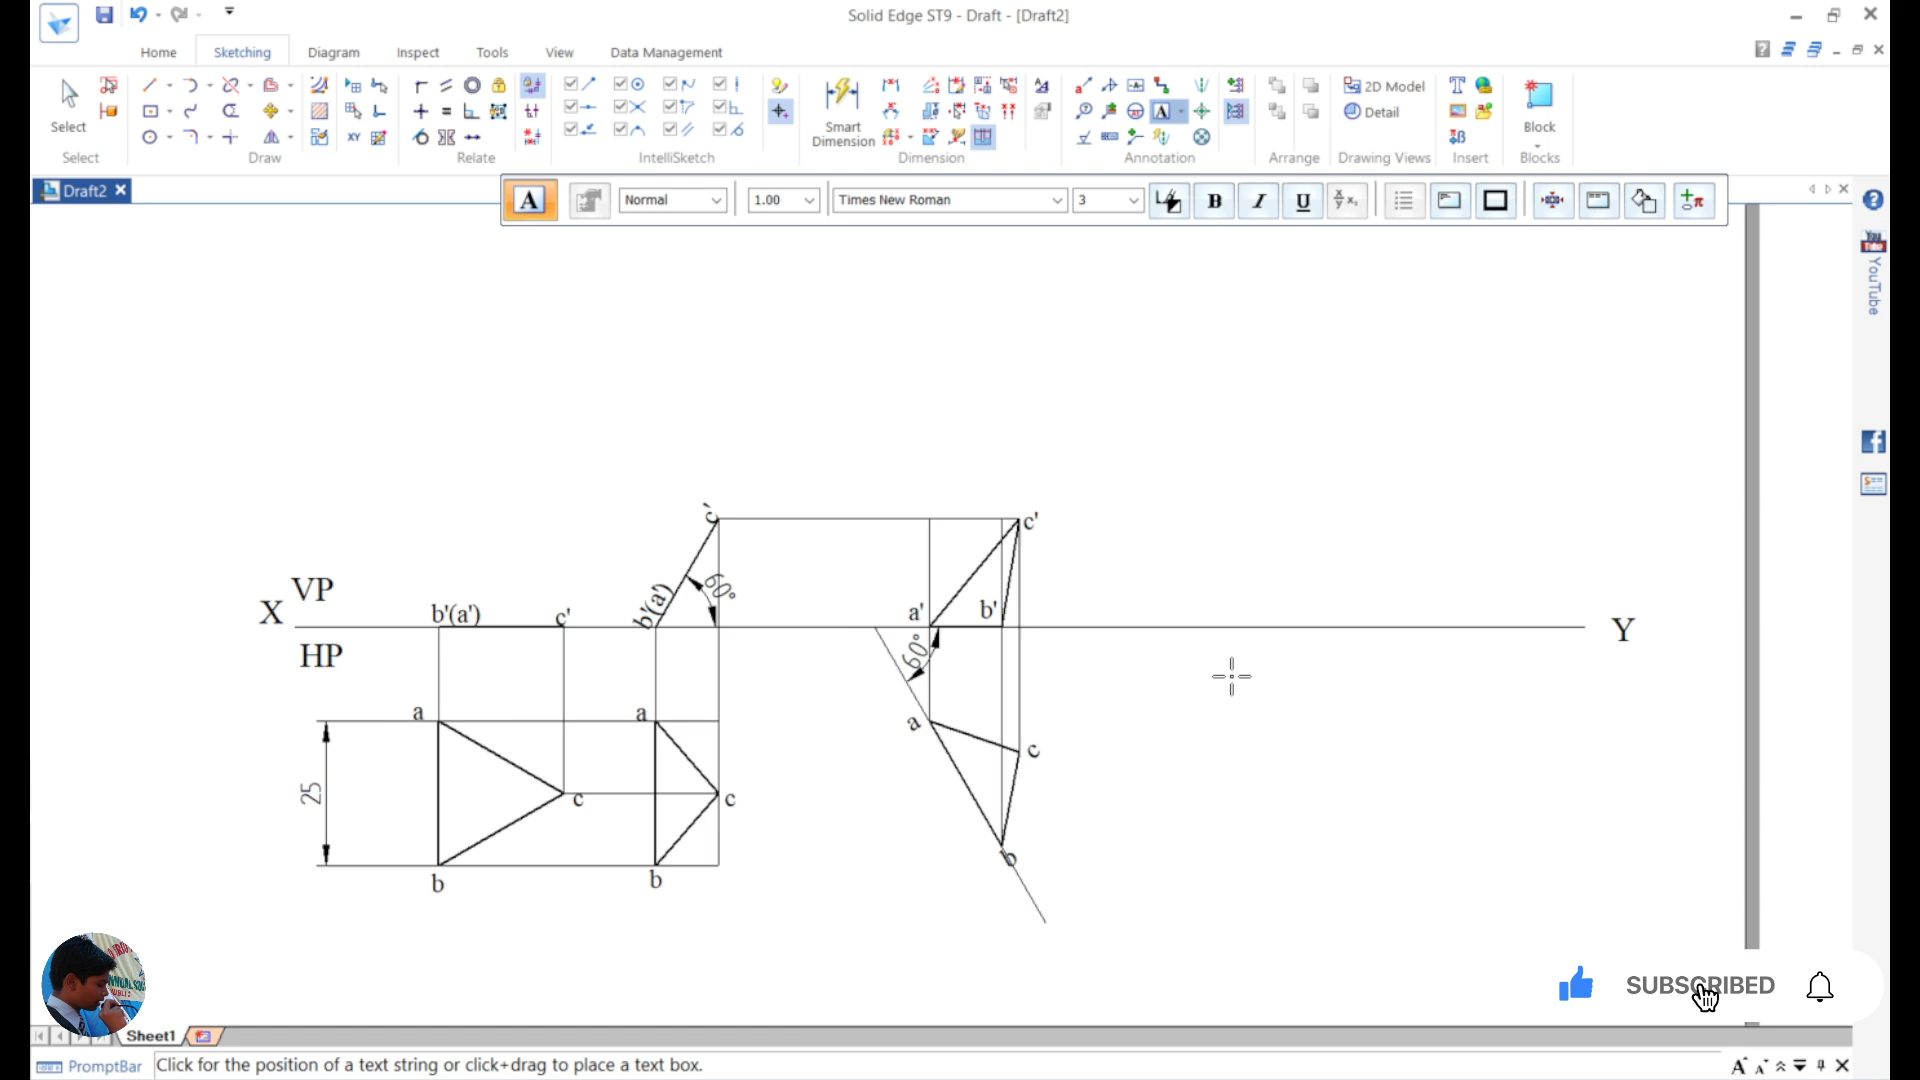 Solid Edge ST9 - Draft - [Draft2]
Home Sketching Diagram Inspect Tools View Data Management
Select
Smart Dimension
2D Model
Detail
Block
Select Draw Relate IntelliSketch Dimension Annotation Arrange Drawing Views Insert Blocks
Draft2
A Normal 1.00 Times New Roman 3 B I U
YouTube
c' c'
60°
VP
X b'(a') c' b'(a') a' b' Y
HP
60°
a a a
c
25
c c
b b b
SUBSCRIBED
Sheet1
PromptBar Click for the position of a text string or click+drag to place a text box.